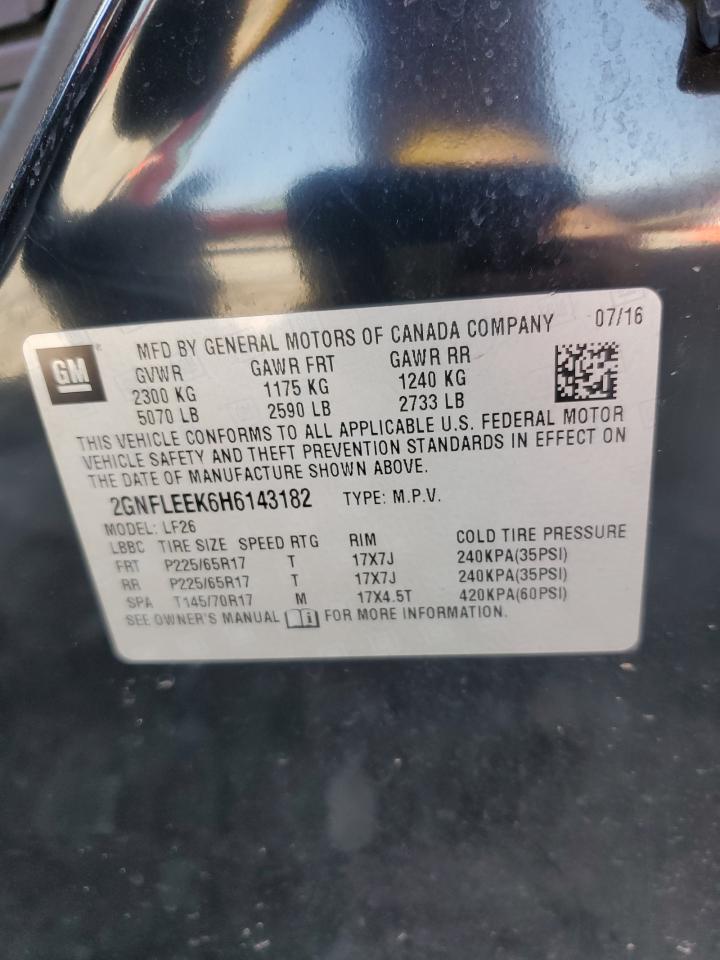 GM
MFD BY GENERAL MOTORS OF CANADA COMPANY 07/16
GVWR GAWR FRT GAWR RR
2300 KG 1175 KG 1240 KG
5070 LB 2590 LB 2733 LB
THIS VEHICLE CONFORMS TO ALL APPLICABLE U.S. FEDERAL MOTOR
VEHICLE SAFETY AND THEFT PREVENTION STANDARDS IN EFFECT ON
THE DATE OF MANUFACTURE SHOWN ABOVE.
2GNFLEEK6H6143182 TYPE: M.P.V.
MODEL: LF26
LBBC TIRE SIZE SPEED RTG RIM COLD TIRE PRESSURE
FRT P225/65R17 T 17X7J 240KPA(35PSI)
RR P225/65R17 T 17X7J 240KPA(35PSI)
SPA T145/70R17 M 17X4.5T 420KPA(60PSI)
SEE OWNER'S MANUAL FOR MORE INFORMATION.